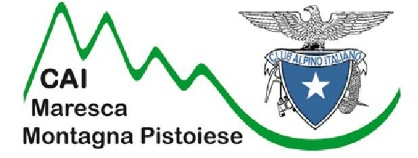 CAI
Maresca
Montagna Pistoiese
CLUB ALPINO ITALIANO